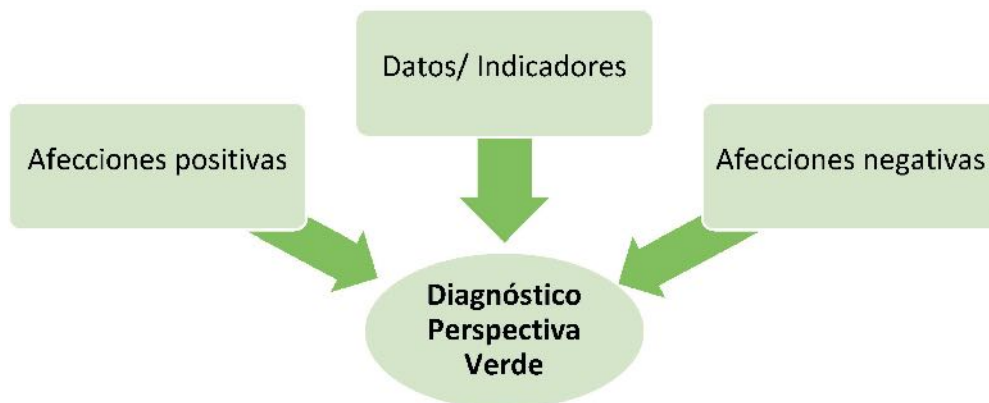 Datos/ Indicadores
Afecciones positivas
Afecciones negativas
Diagnóstico
Perspectiva
Verde